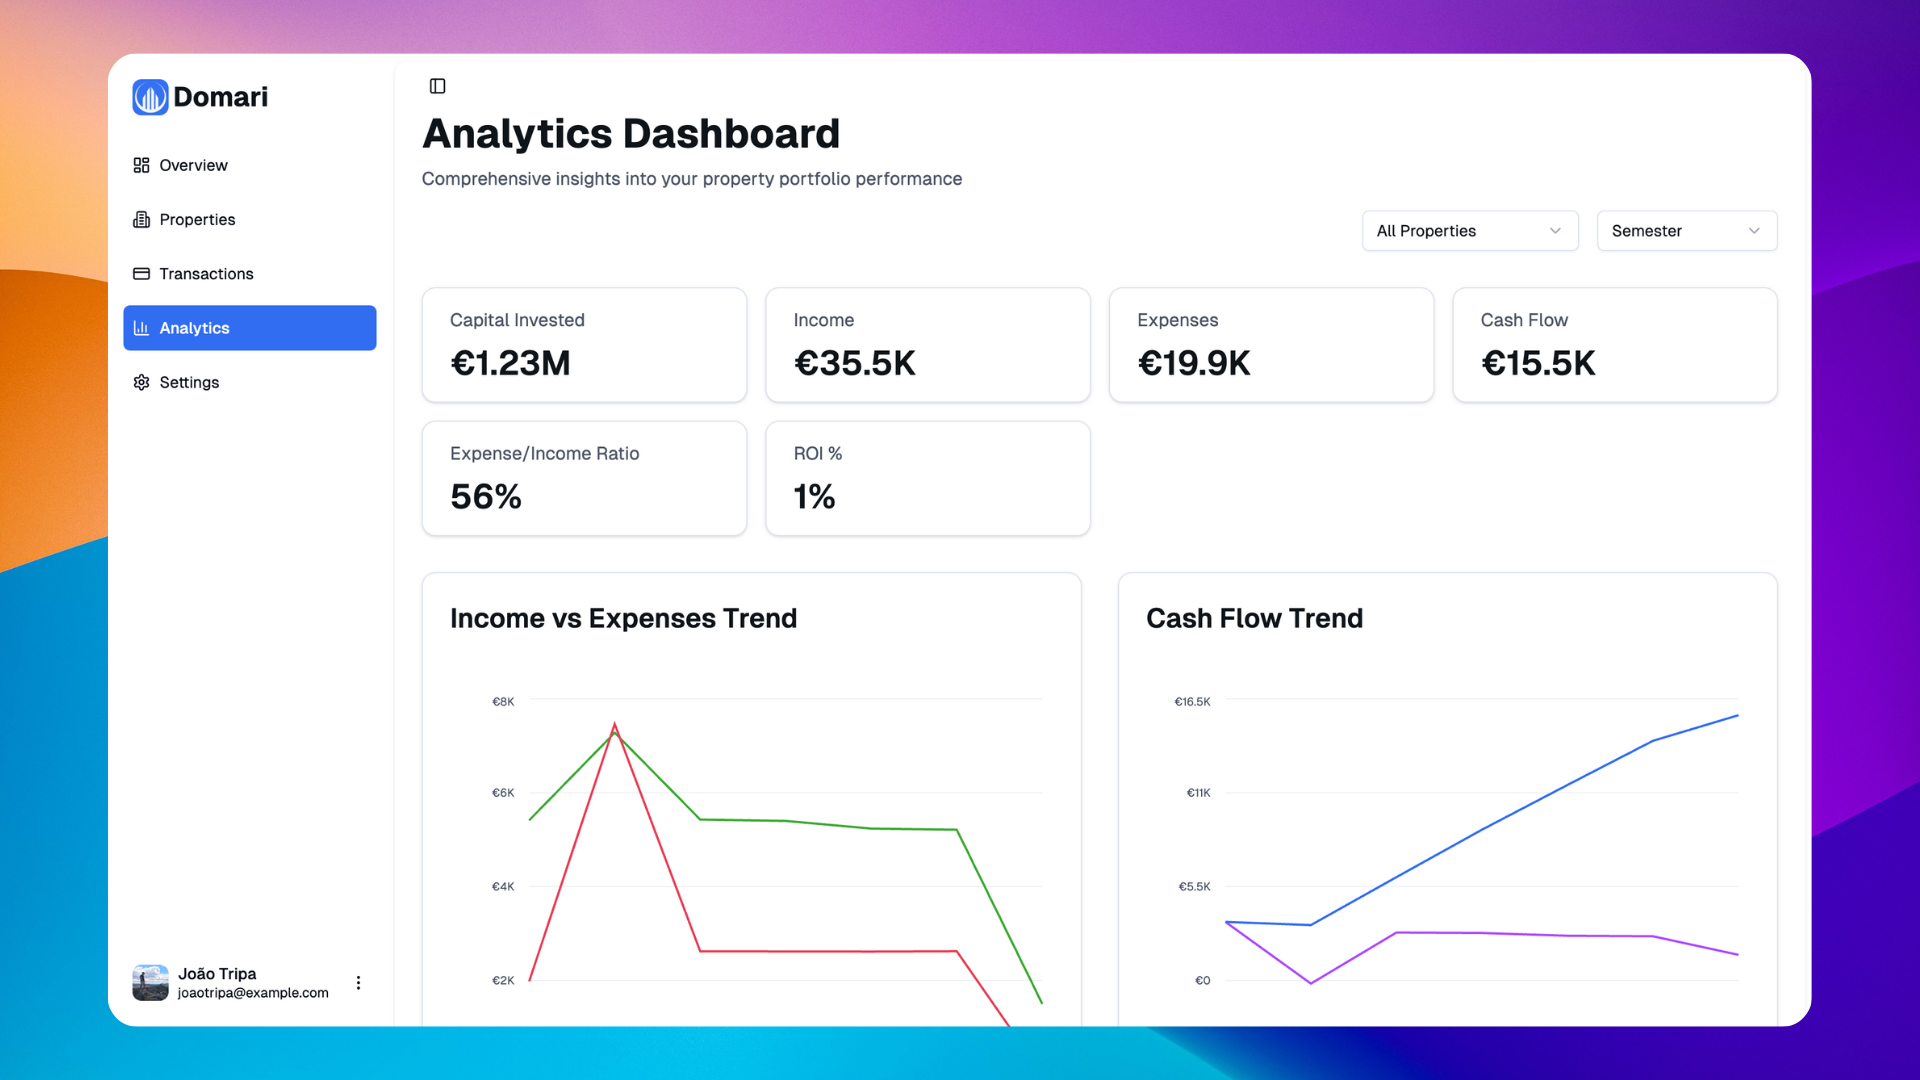 Domari
Overview
Properties
Transactions
Analytics
Settings
João Tripa
joaotripa@example.com
Analytics Dashboard
Comprehensive insights into your property portfolio performance
All Properties
Semester
Capital Invested
€1.23M
Income
€35.5K
Expenses
€19.9K
Cash Flow
€15.5K
Expense/Income Ratio
56%
ROI %
1%
Income vs Expenses Trend
€8K
€6K
€4K
€2K
Cash Flow Trend
€16.5K
€11K
€5.5K
€0